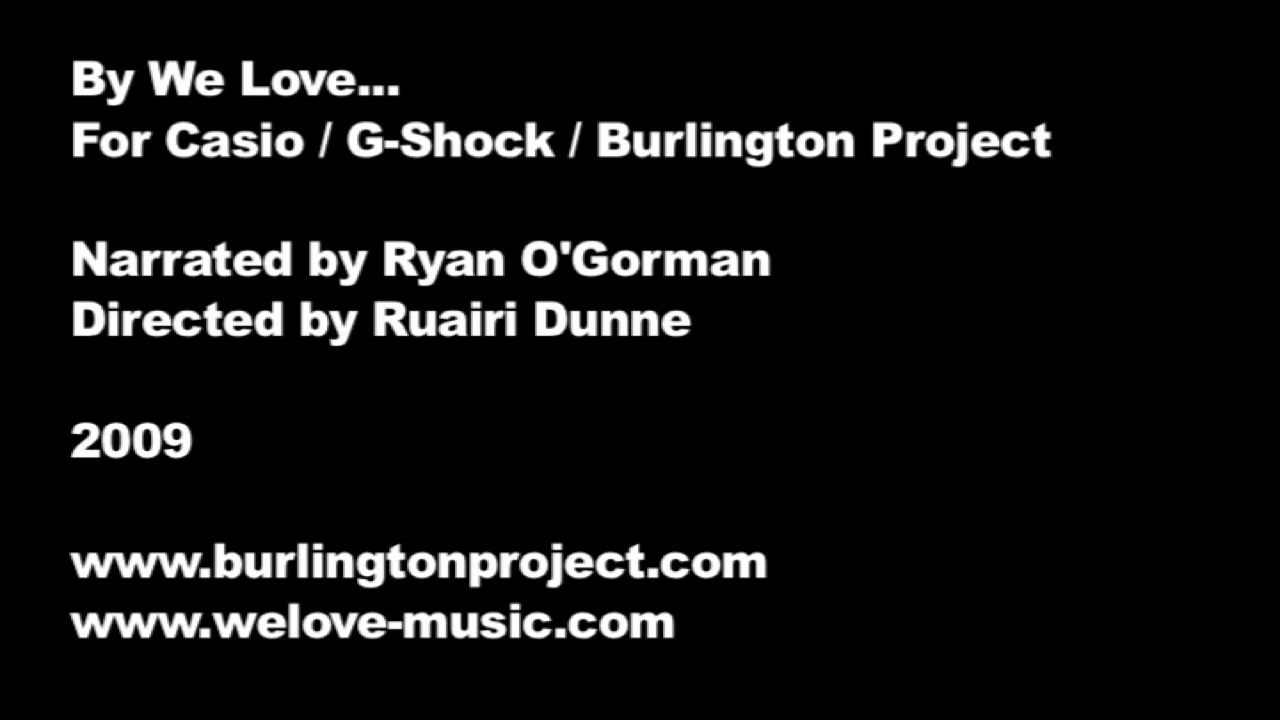 By We Love...
For Casio / G-Shock / Burlington Project
Narrated by Ryan O'Gorman
Directed by Ruairi Dunne
2009
www.burlingtonproject.com
www.welove-music.com